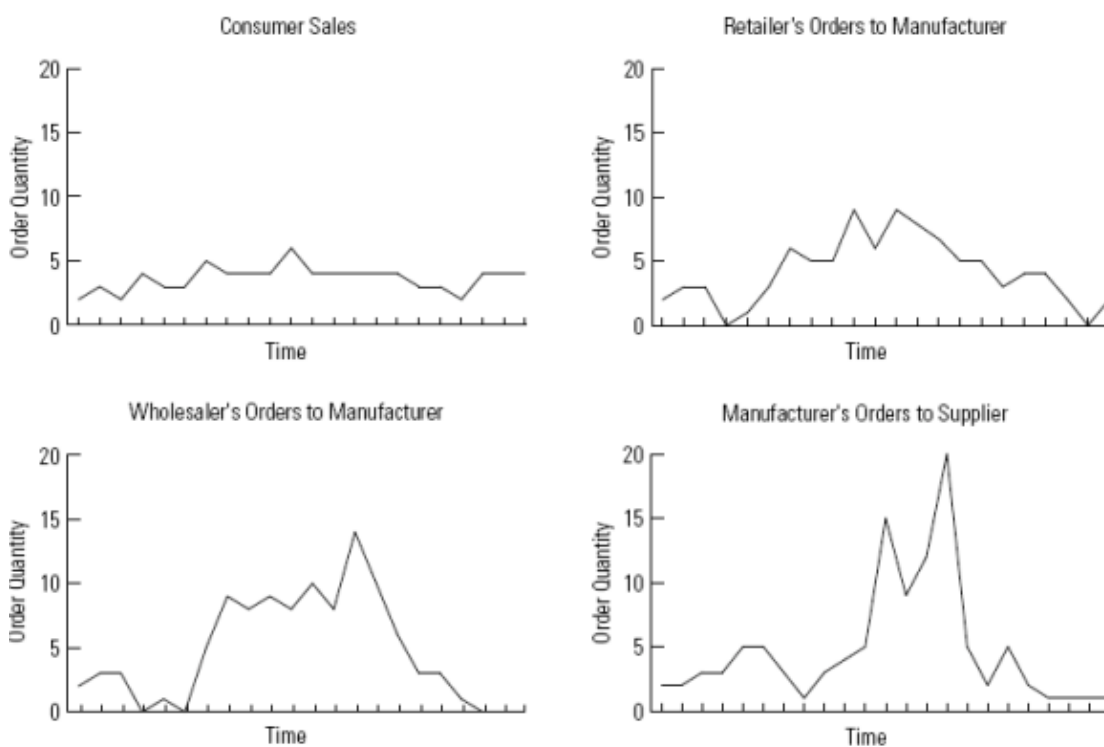 Consumer Sales
20
15
10
5
0
Order Quantity
Time
Retailer's Orders to Manufacturer
20
15
10
5
0
Order Quantity
Time
Wholesaler's Orders to Manufacturer
20
15
10
5
0
Order Quantity
Time
Manufacturer's Orders to Supplier
20
15
10
5
0
Order Quantity
Time